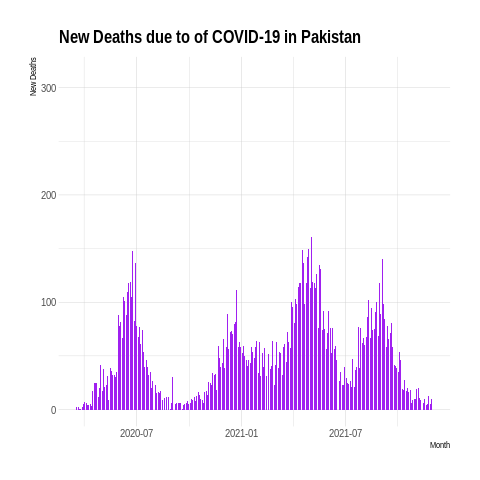 New Deaths due to of COVID-19 in Pakistan
New Deaths
300
200
100
0
2020-07 2021-01 2021-07
Month